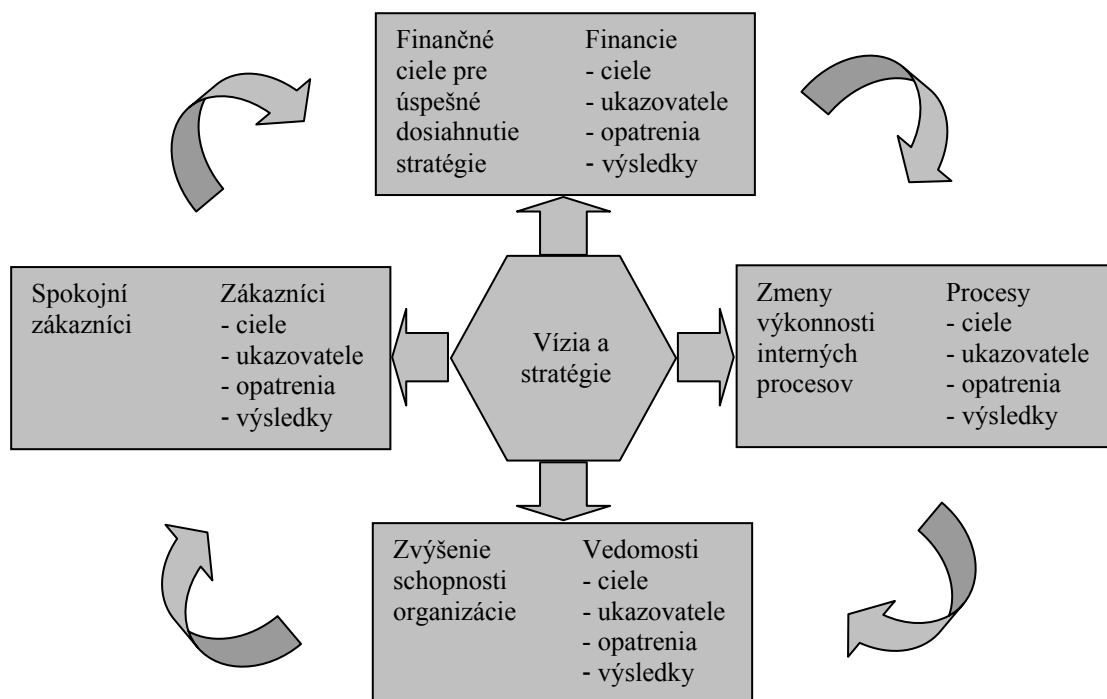 Finančné
ciele pre
úspešné
dosiahnutie
stratégie
Financie
- ciele
- ukazovatele
- opatrenia
- výsledky
Spokojní
zákazníci
Zákazníci
- ciele
- ukazovatele
- opatrenia
- výsledky
Vízia a
stratégie
Zmeny
výkonnosti
interných
procesov
Procesy
- ciele
- ukazovatele
- opatrenia
- výsledky
Zvýšenie
schopnosti
organizácie
Vedomosti
- ciele
- ukazovatele
- opatrenia
- výsledky